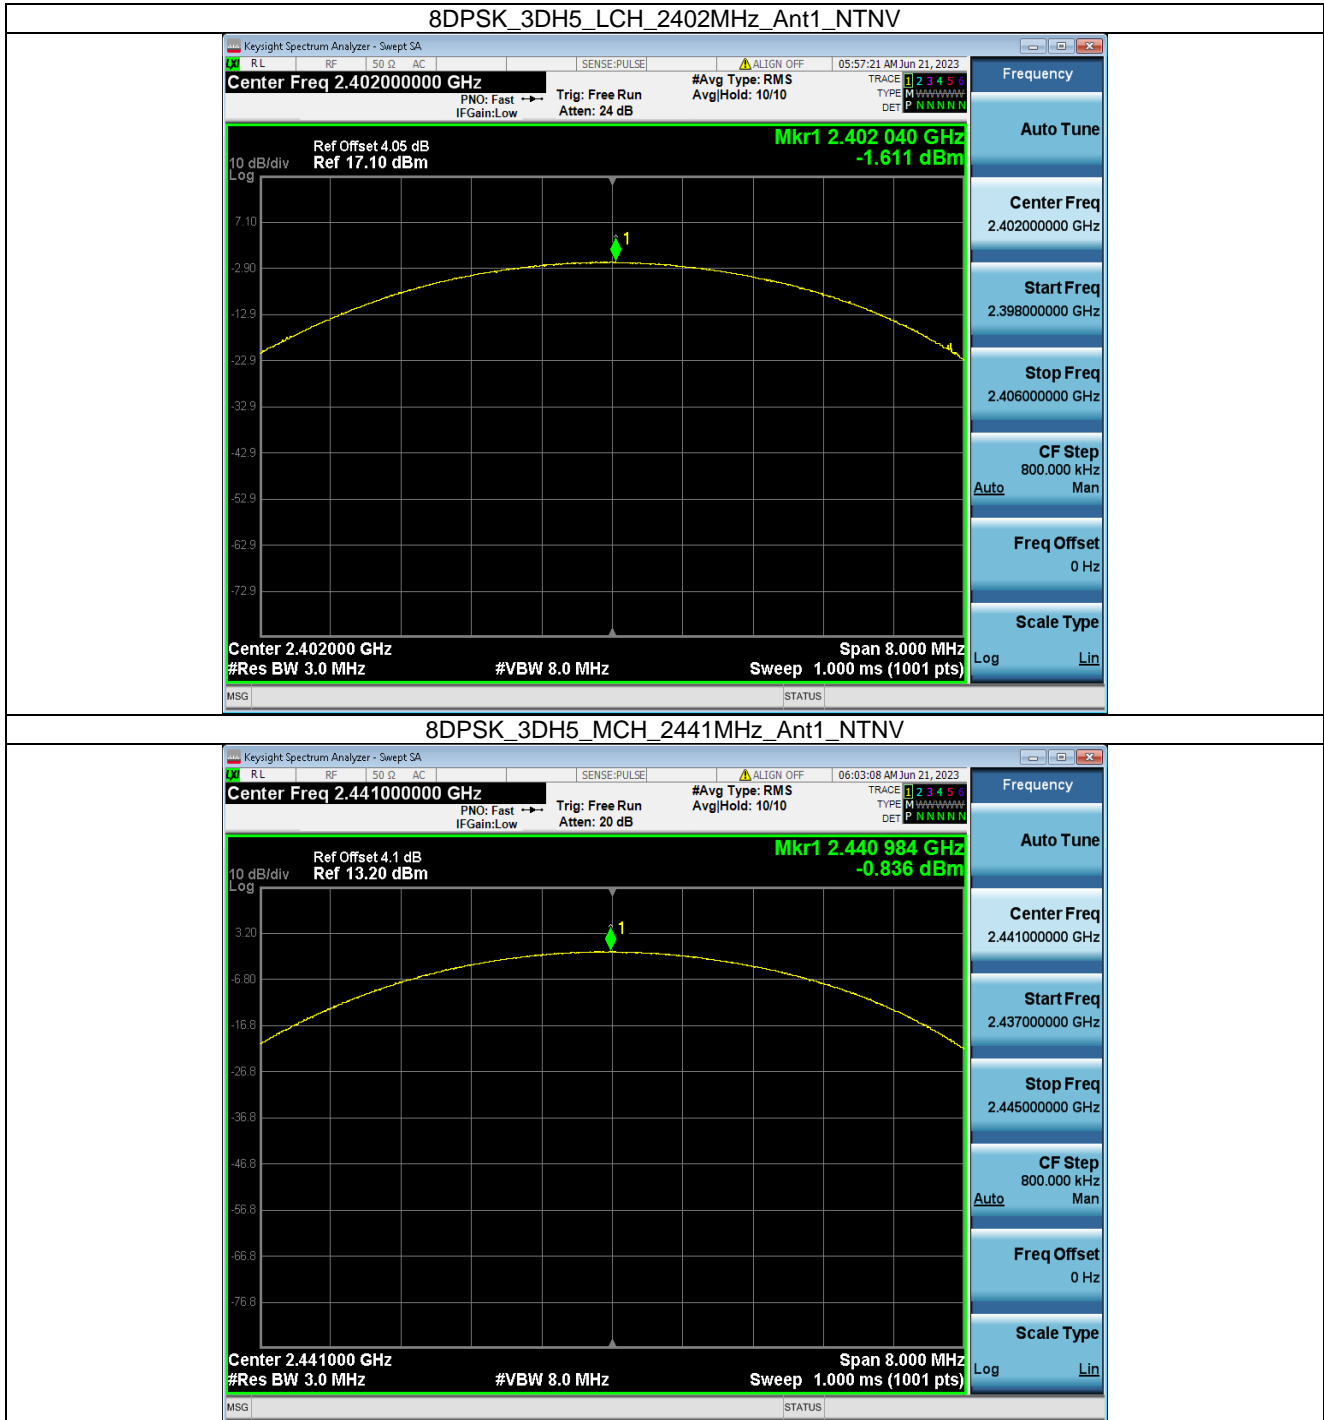 8DPSK_3DH5_LCH_2402MHz_Ant1_NTNV
Keysight Spectrum Analyzer - Swept SA
LXI RL RF 50 Ω AC SENSE:PULSE ALIGN OFF 05:57:21 AM Jun 21, 2023
Center Freq 2.402000000 GHz
PNO: Fast
IFGain:Low
Trig: Free Run
Atten: 24 dB
#Avg Type: RMS
Avg|Hold: 10/10
TRACE 1 2 3 4 5 6
TYPE M WWWWW
DET P N N N N N
Frequency
Auto Tune
Center Freq
2.402000000 GHz
Start Freq
2.398000000 GHz
Stop Freq
2.406000000 GHz
CF Step
800.000 kHz
Auto Man
Freq Offset
0 Hz
Scale Type
Log Lin
Mkr1 2.402 040 GHz
-1.611 dBm
Ref Offset 4.05 dB
10 dB/div Ref 17.10 dBm
Log
7.10
1
-2.90
-12.9
-22.9
-32.9
-42.9
-52.9
-62.9
-72.9
Center 2.402000 GHz Span 8.000 MHz
#Res BW 3.0 MHz #VBW 8.0 MHz Sweep 1.000 ms (1001 pts)
MSG STATUS
8DPSK_3DH5_MCH_2441MHz_Ant1_NTNV
Keysight Spectrum Analyzer - Swept SA
LXI RL RF 50 Ω AC SENSE:PULSE ALIGN OFF 06:03:08 AM Jun 21, 2023
Center Freq 2.441000000 GHz
PNO: Fast
IFGain:Low
Trig: Free Run
Atten: 20 dB
#Avg Type: RMS
Avg|Hold: 10/10
TRACE 1 2 3 4 5 6
TYPE M WWWWW
DET P N N N N N
Frequency
Auto Tune
Center Freq
2.441000000 GHz
Start Freq
2.437000000 GHz
Stop Freq
2.445000000 GHz
CF Step
800.000 kHz
Auto Man
Freq Offset
0 Hz
Scale Type
Log Lin
Mkr1 2.440 984 GHz
-0.836 dBm
Ref Offset 4.1 dB
10 dB/div Ref 13.20 dBm
Log
3.20
1
-6.80
-16.8
-26.8
-36.8
-46.8
-56.8
-66.8
-76.8
Center 2.441000 GHz Span 8.000 MHz
#Res BW 3.0 MHz #VBW 8.0 MHz Sweep 1.000 ms (1001 pts)
MSG STATUS